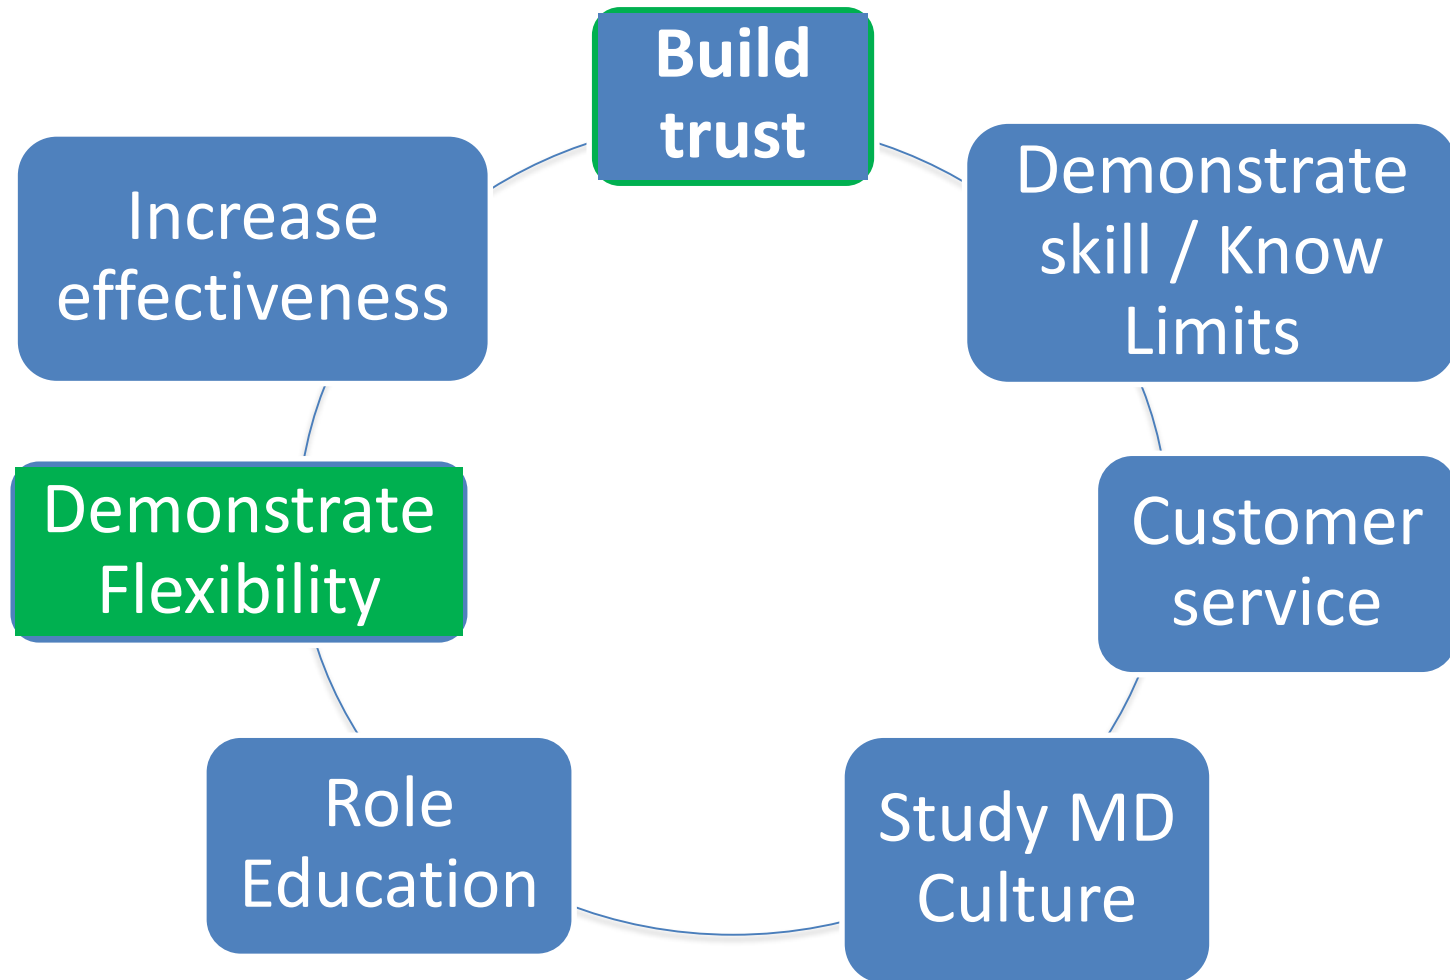 Build
trust
Demonstrate
skill / Know
Limits
Customer
service
Study MD
Culture
Role
Education
Demonstrate
Flexibility
Increase
effectiveness